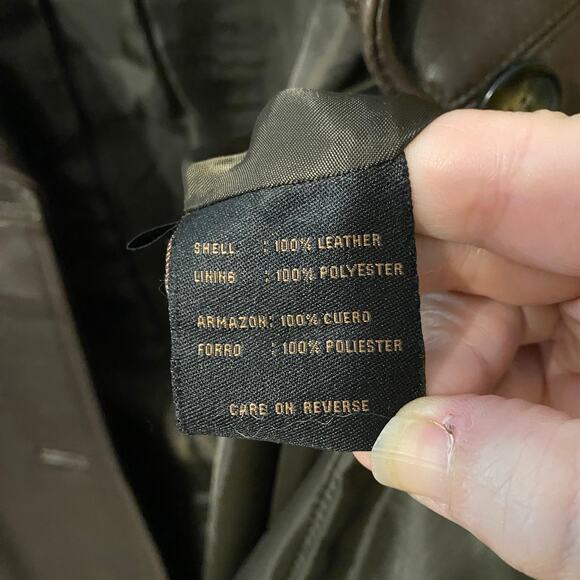 SHELL : 100% LEATHER
LINING : 100% POLYESTER
ARMAZON: 100% CUERO
FORRO : 100% POLIESTER
CARE ON REVERSE